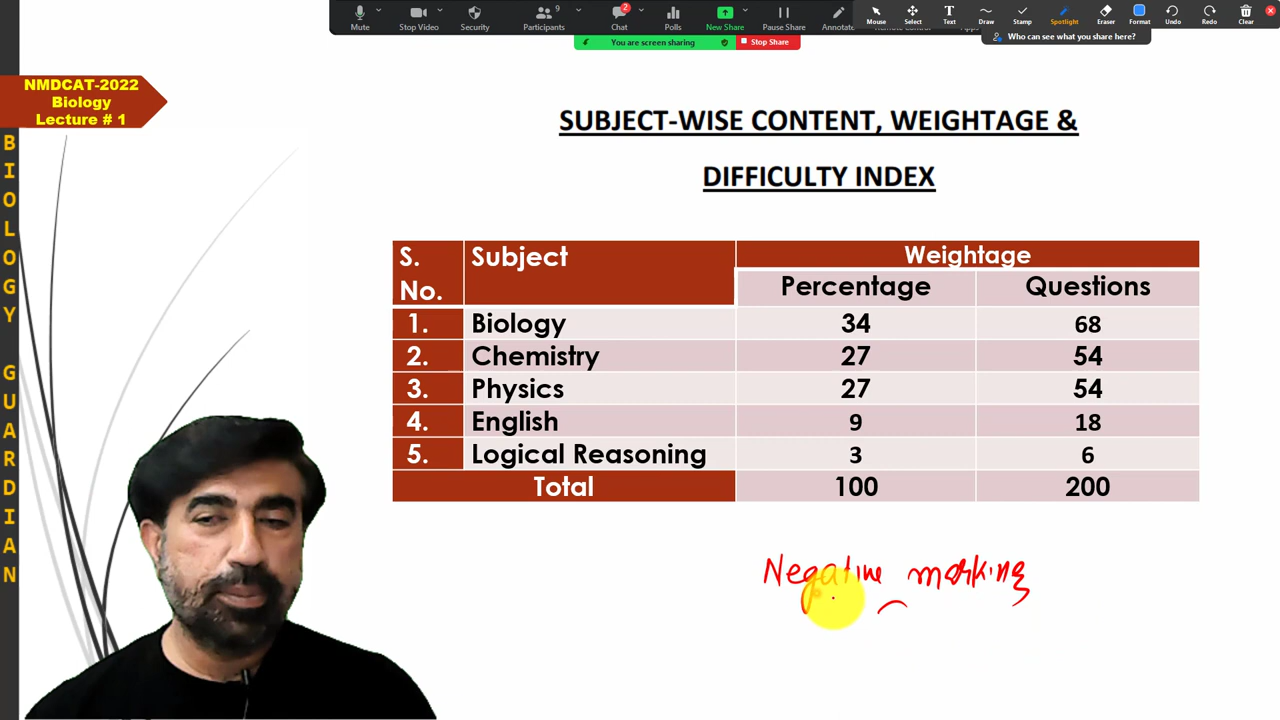 Mute
Stop Video
Security
Participants
9
Chat
2
Polls
New Share
Pause Share
Annotate
Mouse
Select
Text
Draw
Stamp
Spotlight
Eraser
Format
Undo
Redo
Clear
You are screen sharing
Stop Share
Who can see what you share here?
NMDCAT-2022
Biology
Lecture # 1
BIOLOGY GUARDIAN
SUBJECT-WISE CONTENT, WEIGHTAGE &
DIFFICULTY INDEX
S. No. Subject Weightage
Percentage Questions
1. Biology 34 68
2. Chemistry 27 54
3. Physics 27 54
4. English 9 18
5. Logical Reasoning 3 6
Total 100 200
Negative marking